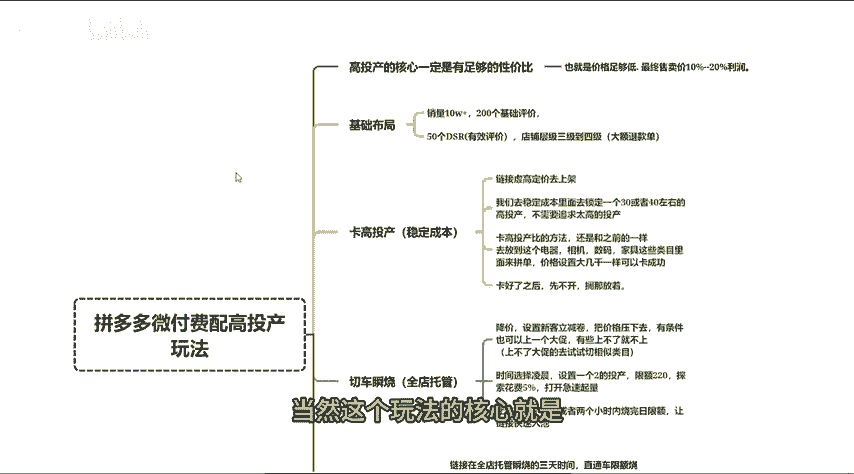 高投产的核心一定是有足够的性价比
也就是价格足够低. 最终售卖价10%--20%利润。
基础布局
销量10w+，200个基础评价，
50个DSR(有效评价），店铺层级三级到四级（大额退款单）
卡高投产（稳定成本）
链接虚高定价去上架
我们去稳定成本里面去锁定一个30或者40左右的
高投产，不需要追求太高的投产
卡高投产比的方法，还是和之前的一样
去放到这个电器，相机，数码，家具这些类目里
面来拼单，价格设置大几千一样可以卡成功
卡好了之后，先不开，搁那放着。
拼多多微付费配高投产
玩法
切车瞬烧（全店托管）
降价，设置新客立减卷，把价格压下去，有条件
也可以上一个大促，有些上不了就不上
（上不了大促的去试试切相似类目）
时间选择凌晨，设置一个2的投产，限额220，探
索花费5%，打开急速起量
或者两个小时内烧完日限额，让
链接快速入池
当然这个玩法的核心就是
链接在全店托管瞬烧的三天时间，直通车限额烧